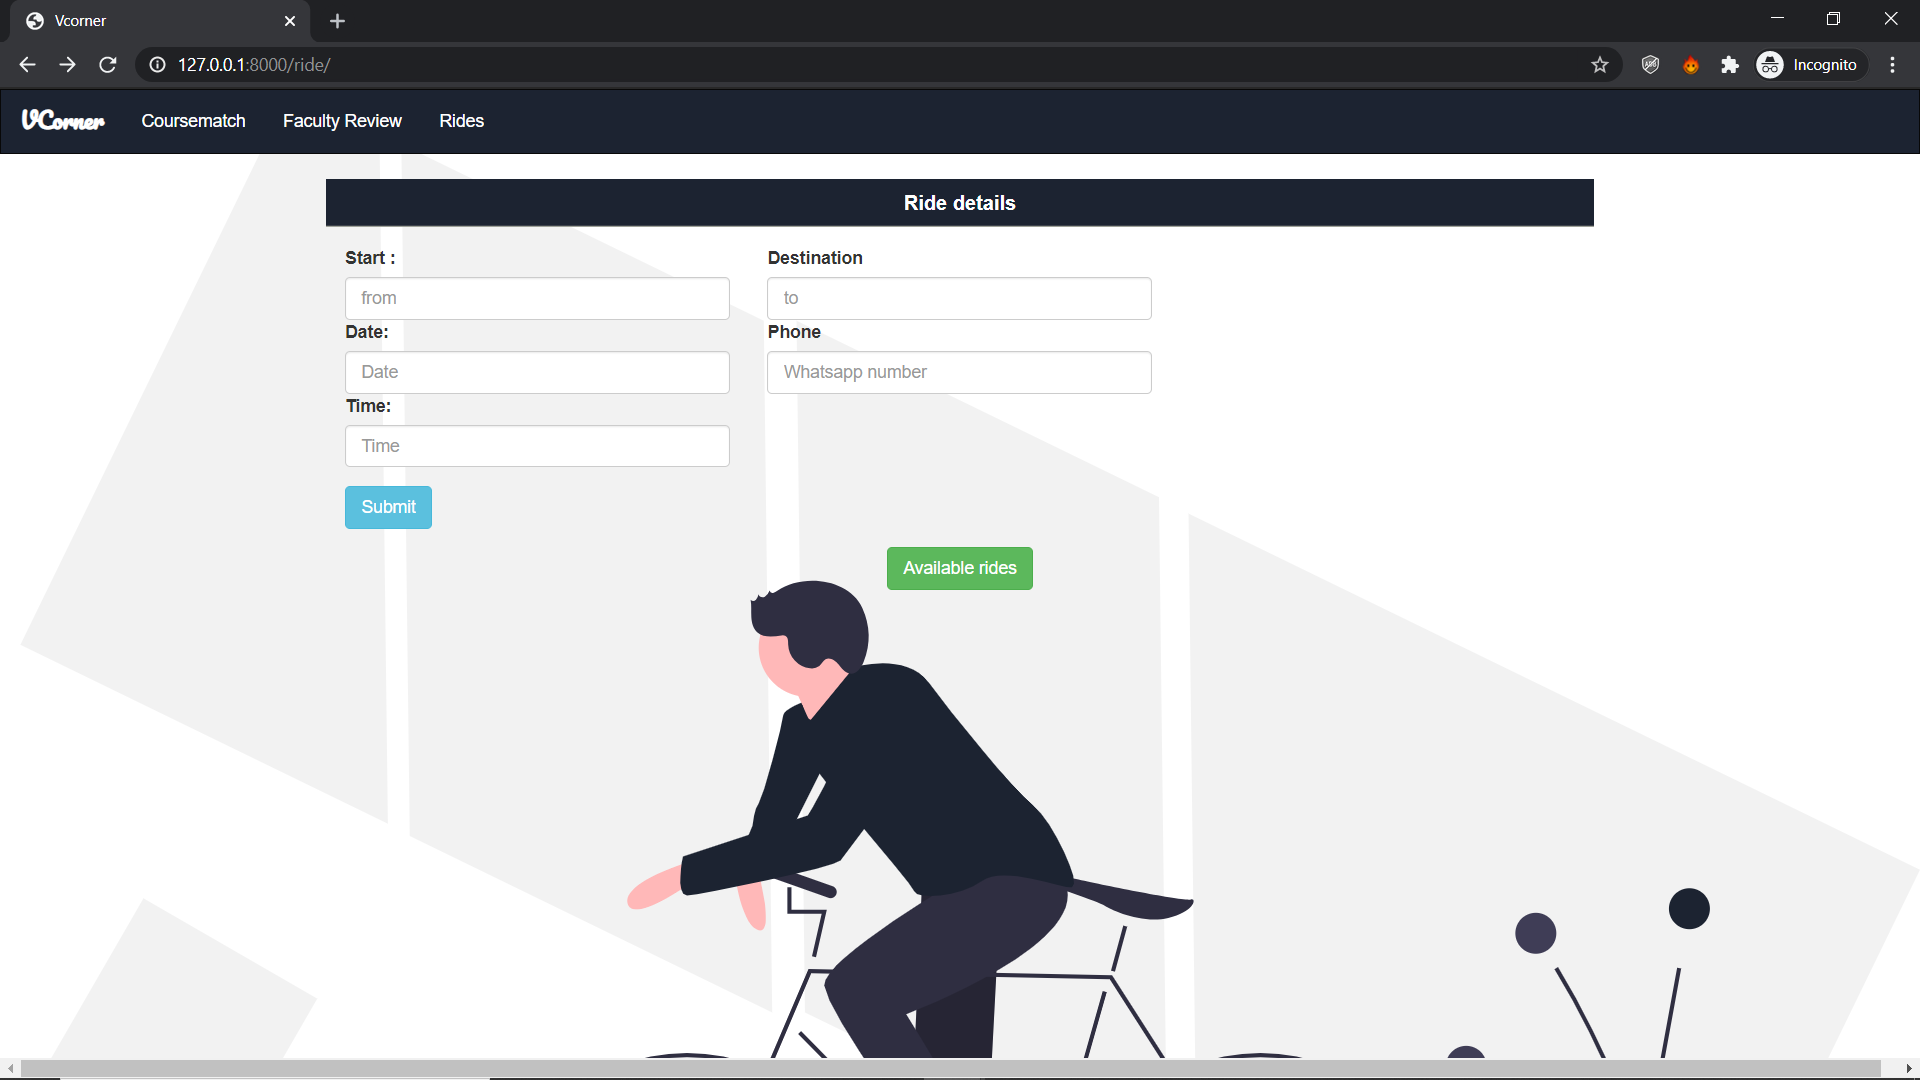 Vcorner
127.0.0.1:8000/ride/
Incognito
VCorner Coursematch Faculty Review Rides
Ride details
Start : Destination
from to
Date: Phone
Date Whatsapp number
Time:
Time
Submit
Available rides